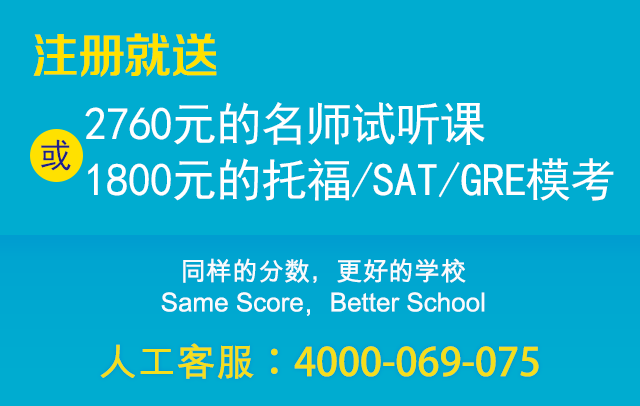 注册就送
2760元的名师试听课
或
1800元的托福/SAT/GRE模考
同样的分数，更好的学校
Same Score，Better School
人工客服：4000-069-075